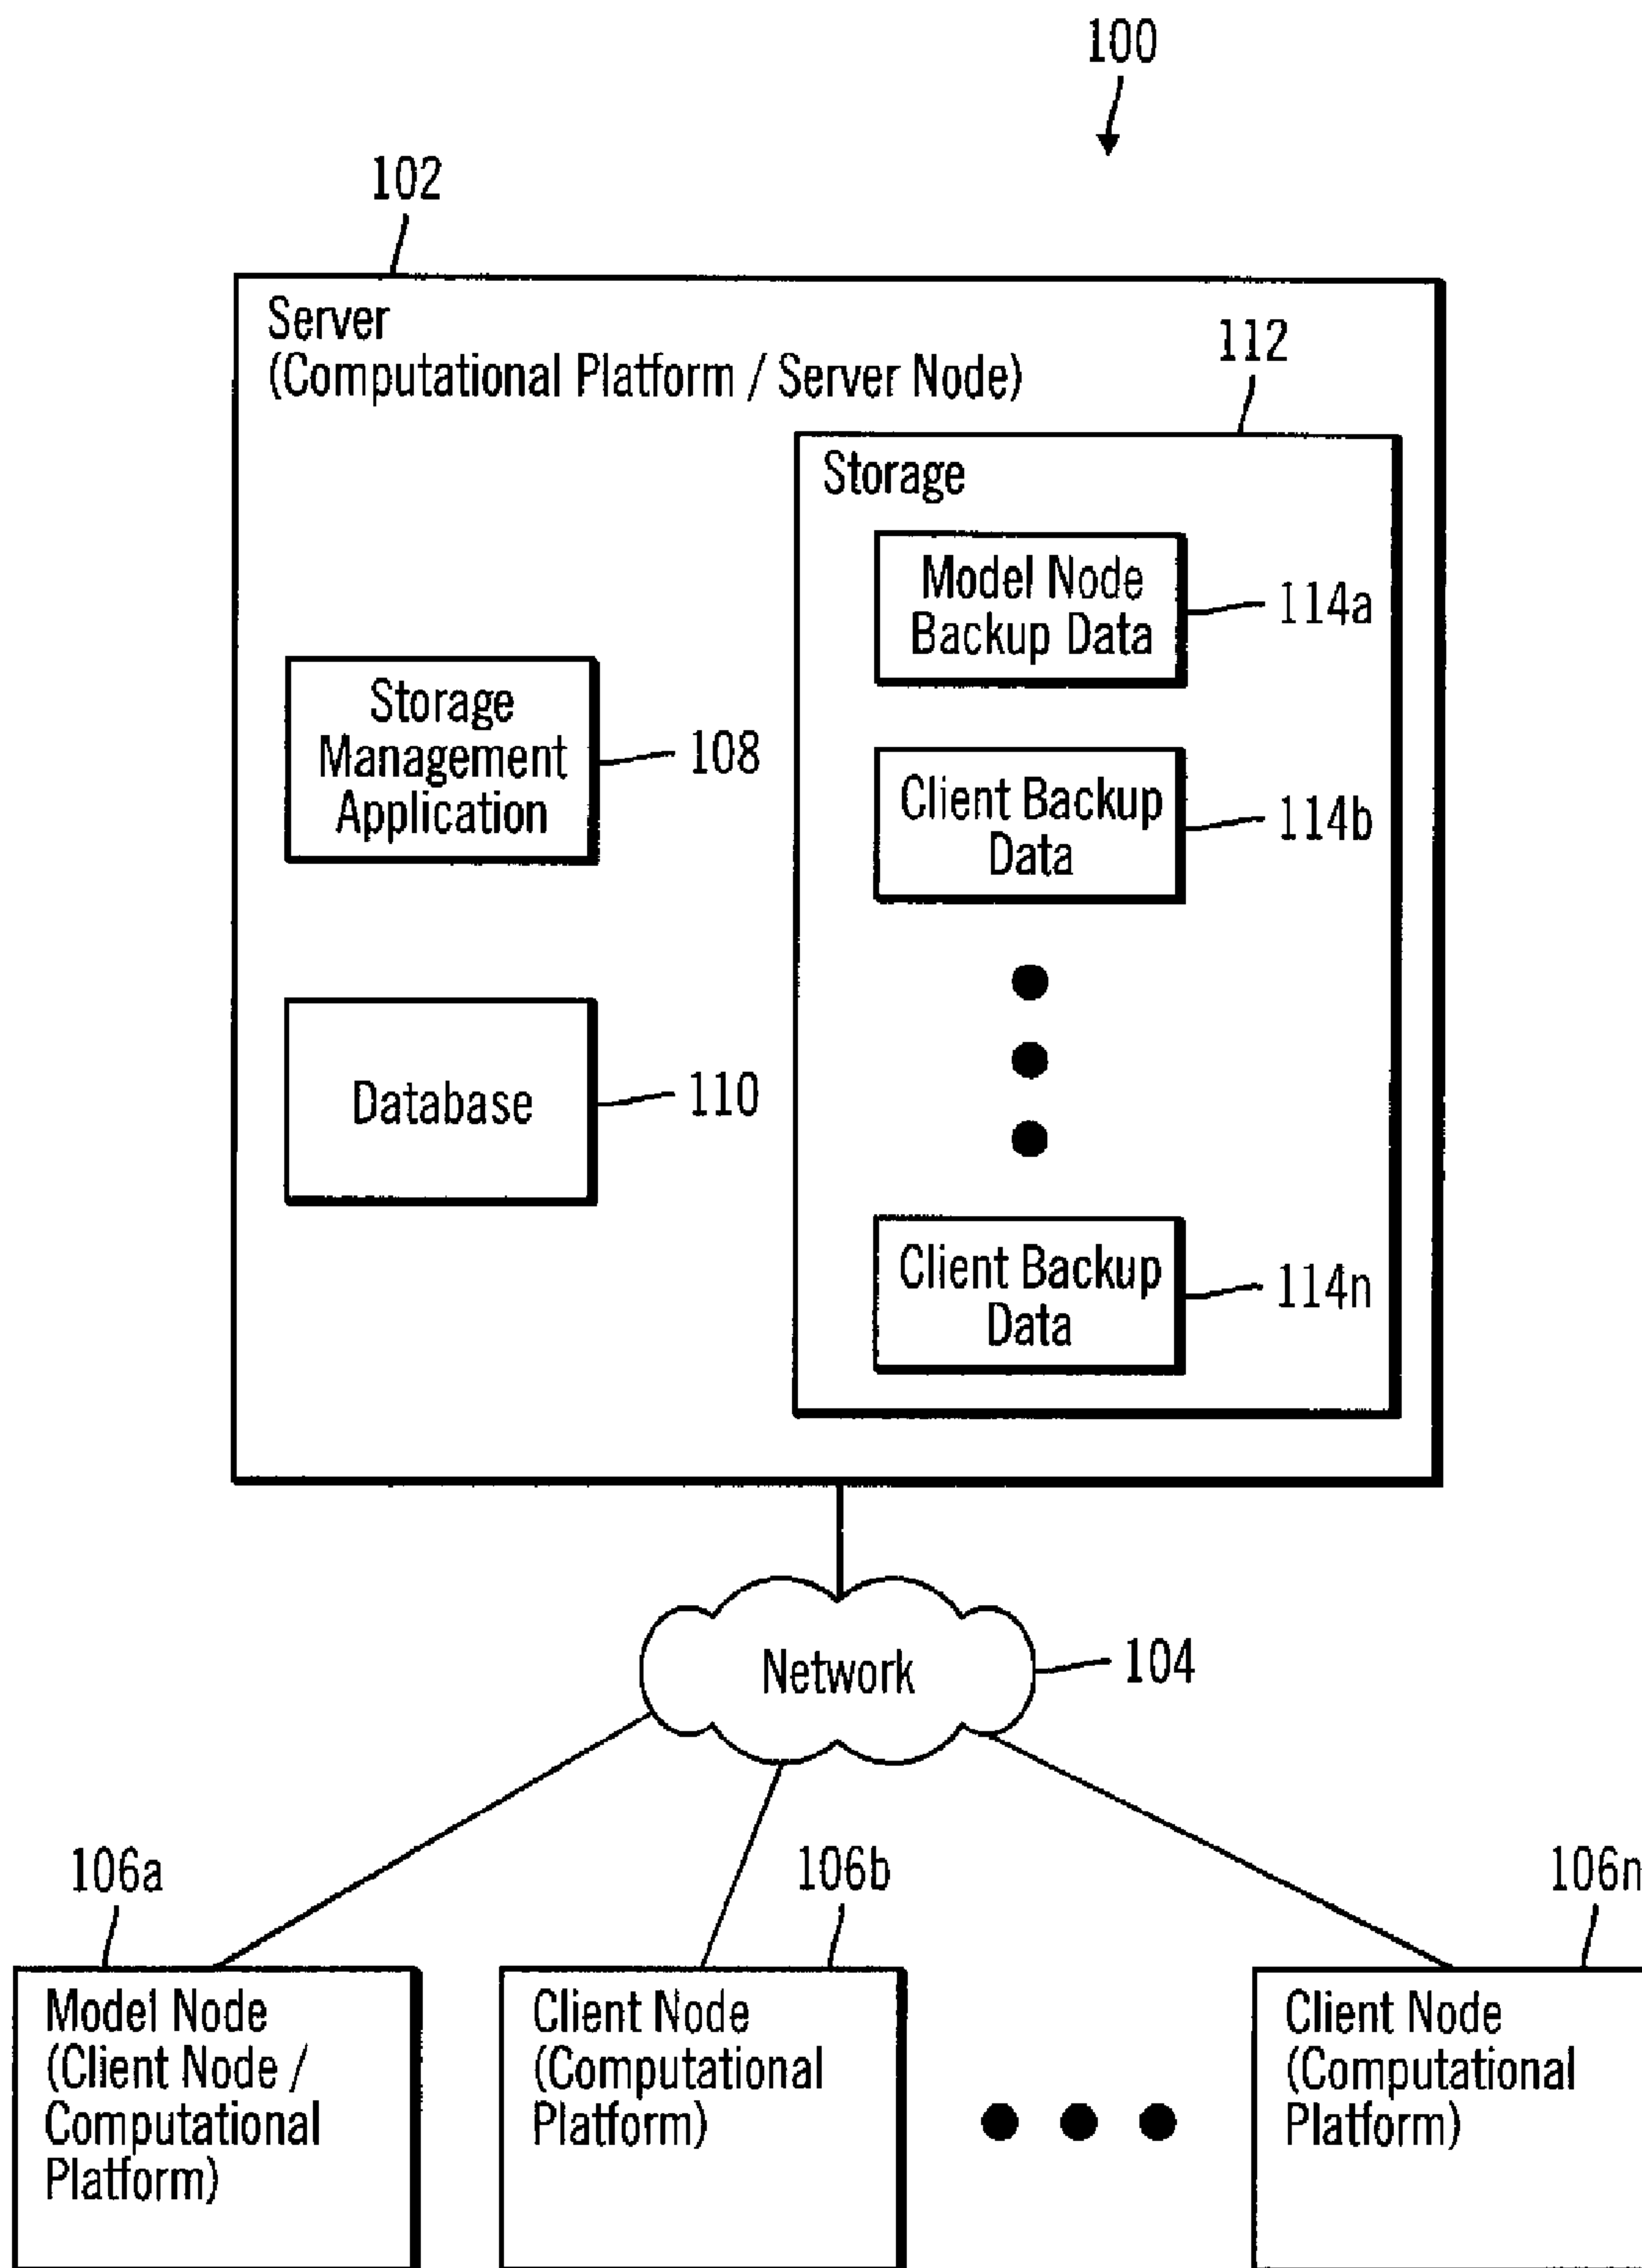 100
102
Server
(Computational Platform / Server Node)
112
Storage
Model Node
Backup Data
114a
Storage
Management
Application
108
Client Backup
Data
114b
Database
110
Client Backup
Data
114n
Network
104
106a
106b
106n
Model Node
(Client Node /
Computational
Platform)
Client Node
(Computational
Platform)
Client Node
(Computational
Platform)